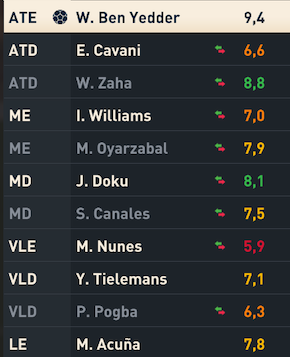 ATE W. Ben Yedder 9,4
ATD E. Cavani 6,6
ATD W. Zaha 8,8
ME I. Williams 7,0
ME M. Oyarzabal 7,9
MD J. Doku 8,1
MD S. Canales 7,5
VLE M. Nunes 5,9
VLD Y. Tielemans 7,1
VLD P. Pogba 6,3
LE M. Acuña 7,8